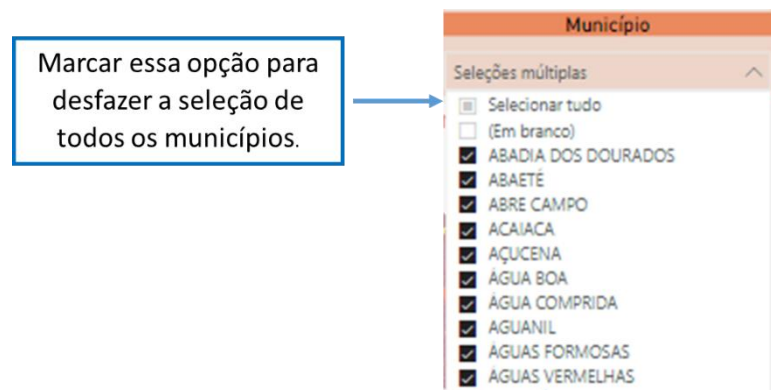 Marcar essa opção para
desfazer a seleção de
todos os municípios.
Município
Seleções múltiplas
Selecionar tudo
(Em branco)
ABADIA DOS DOURADOS
ABAETÉ
ABRE CAMPO
ACAIACA
AÇUCENA
ÁGUA BOA
ÁGUA COMPRIDA
AGUANIL
ÁGUAS FORMOSAS
ÁGUAS VERMELHAS